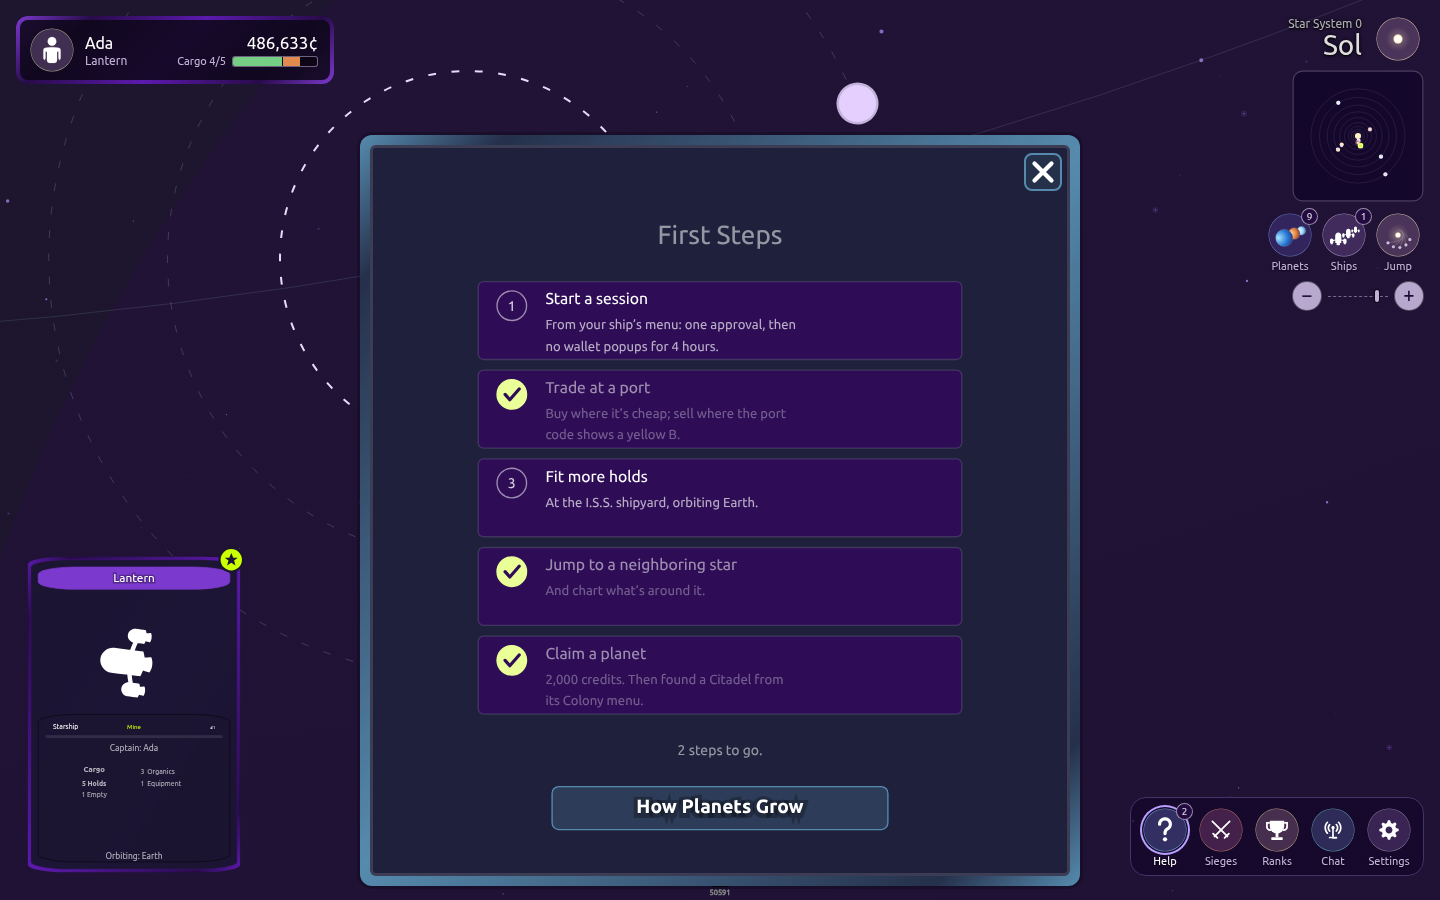 Ada
486,633¢
Lantern
Cargo 4/5
Star System 0
Sol
9
1
Planets
Ships
Jump
First Steps
1
Start a session
From your ship's menu: one approval, then
no wallet popups for 4 hours.
Trade at a port
Buy where it's cheap; sell where the port
code shows a yellow B.
3
Fit more holds
At the I.S.S. shipyard, orbiting Earth.
Jump to a neighboring star
And chart what's around it.
Claim a planet
2,000 credits. Then found a Citadel from
its Colony menu.
2 steps to go.
How Planets Grow
Lantern
Starship
Mine
#1
Captain: Ada
Cargo
5 Holds
1 Empty
3 Organics
1 Equipment
Orbiting: Earth
2
Help
Sieges
Ranks
Chat
Settings
50591